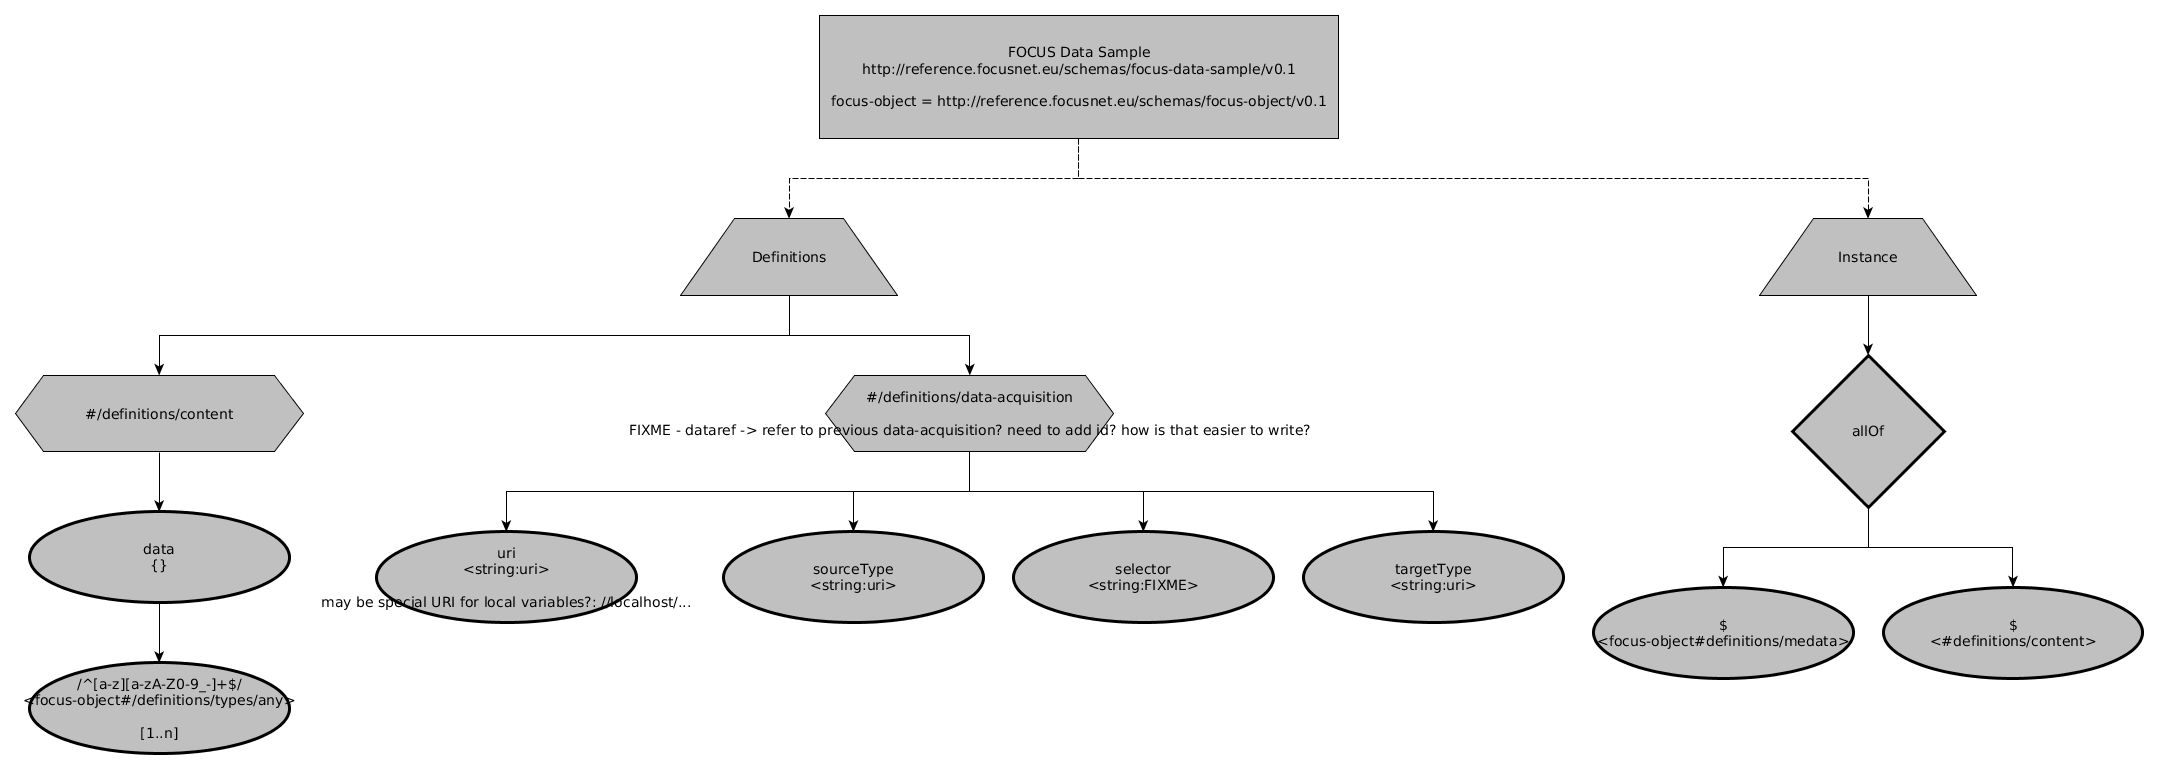 FOCUS Data Sample
http://reference.focusnet.eu/schemas/focus-data-sample/v0.1
focus-object = http://reference.focusnet.eu/schemas/focus-object/v0.1
Definitions
Instance
#/definitions/content
#/definitions/data-acquisition
FIXME - dataref -> refer to previous data-acquisition? need to add id? how is that easier to write?
allOf
data
{}
uri
<string:uri>
may be special URI for local variables?: //localhost/...
sourceType
<string:uri>
selector
<string:FIXME>
targetType
<string:uri>
$
<focus-object#definitions/medata>
$
<#definitions/content>
/^[a-z][a-zA-Z0-9_-]+$/
<focus-object#/definitions/types/any>
[1..n]